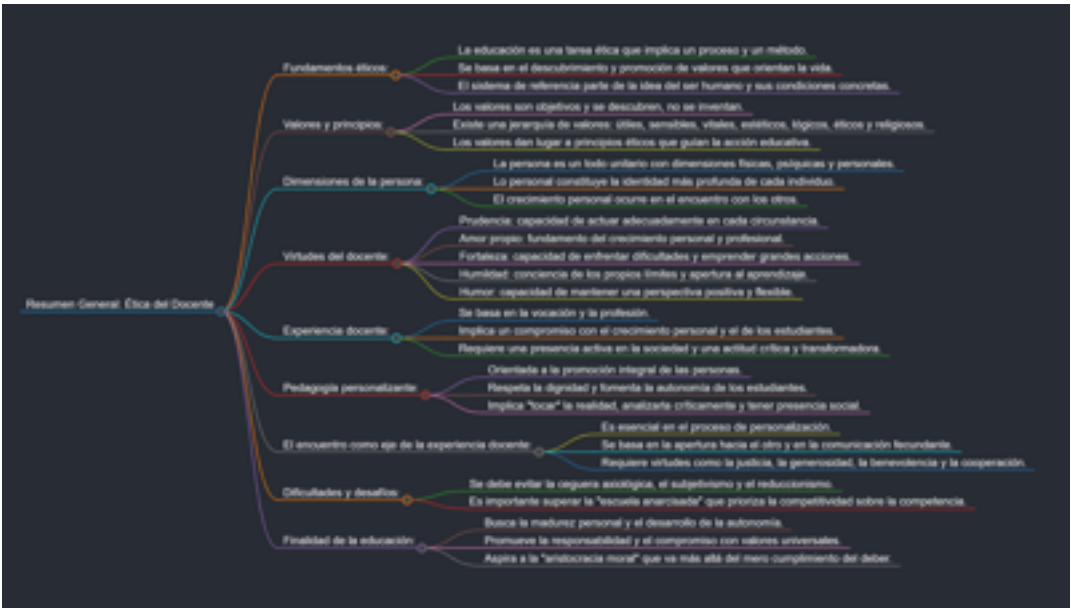 Resumen General: Ética del Docente
Fundamentos éticos:
La educación es una tarea ética que implica un proceso y un método.
Se basa en el descubrimiento y promoción de valores que orientan la vida.
El sistema de referencia parte de la idea del ser humano y sus condiciones concretas.
Valores y principios:
Los valores son objetivos y se descubren, no se inventan.
Existe una jerarquía de valores: útiles, sensibles, vitales, estéticos, lógicos, éticos y religiosos.
Los valores dan lugar a principios éticos que guían la acción educativa.
Dimensiones de la persona:
La persona es un todo unitario con dimensiones físicas, psíquicas y personales.
Lo personal constituye la identidad más profunda de cada individuo.
El crecimiento personal ocurre en el encuentro con los otros.
Virtudes del docente:
Prudencia: capacidad de actuar adecuadamente en cada circunstancia.
Amor propio: fundamento del crecimiento personal y profesional.
Fortaleza: capacidad de enfrentar dificultades y emprender grandes acciones.
Humildad: conciencia de los propios límites y apertura al aprendizaje.
Humor: capacidad de mantener una perspectiva positiva y flexible.
Experiencia docente:
Se basa en la vocación y la profesión.
Implica un compromiso con el crecimiento personal y el de los estudiantes.
Requiere una presencia activa en la sociedad y una actitud crítica y transformadora.
Pedagogía personalizante:
Orientada a la promoción integral de las personas.
Respeta la dignidad y fomenta la autonomía de los estudiantes.
Implica "tocar" la realidad, analizarla críticamente y tener presencia social.
El encuentro como eje de la experiencia docente:
Es esencial en el proceso de personalización.
Se basa en la apertura hacia el otro y en la comunicación fecundante.
Requiere virtudes como la justicia, la generosidad, la benevolencia y la cooperación.
Dificultades y desafíos:
Se debe evitar la ceguera axiológica, el subjetivismo y el reduccionismo.
Es importante superar la "escuela anarcisada" que prioriza la competitividad sobre la competencia.
Finalidad de la educación:
Busca la madurez personal y el desarrollo de la autonomía.
Promueve la responsabilidad y el compromiso con valores universales.
Aspira a la "aristocracia moral" que va más allá del mero cumplimiento del deber.